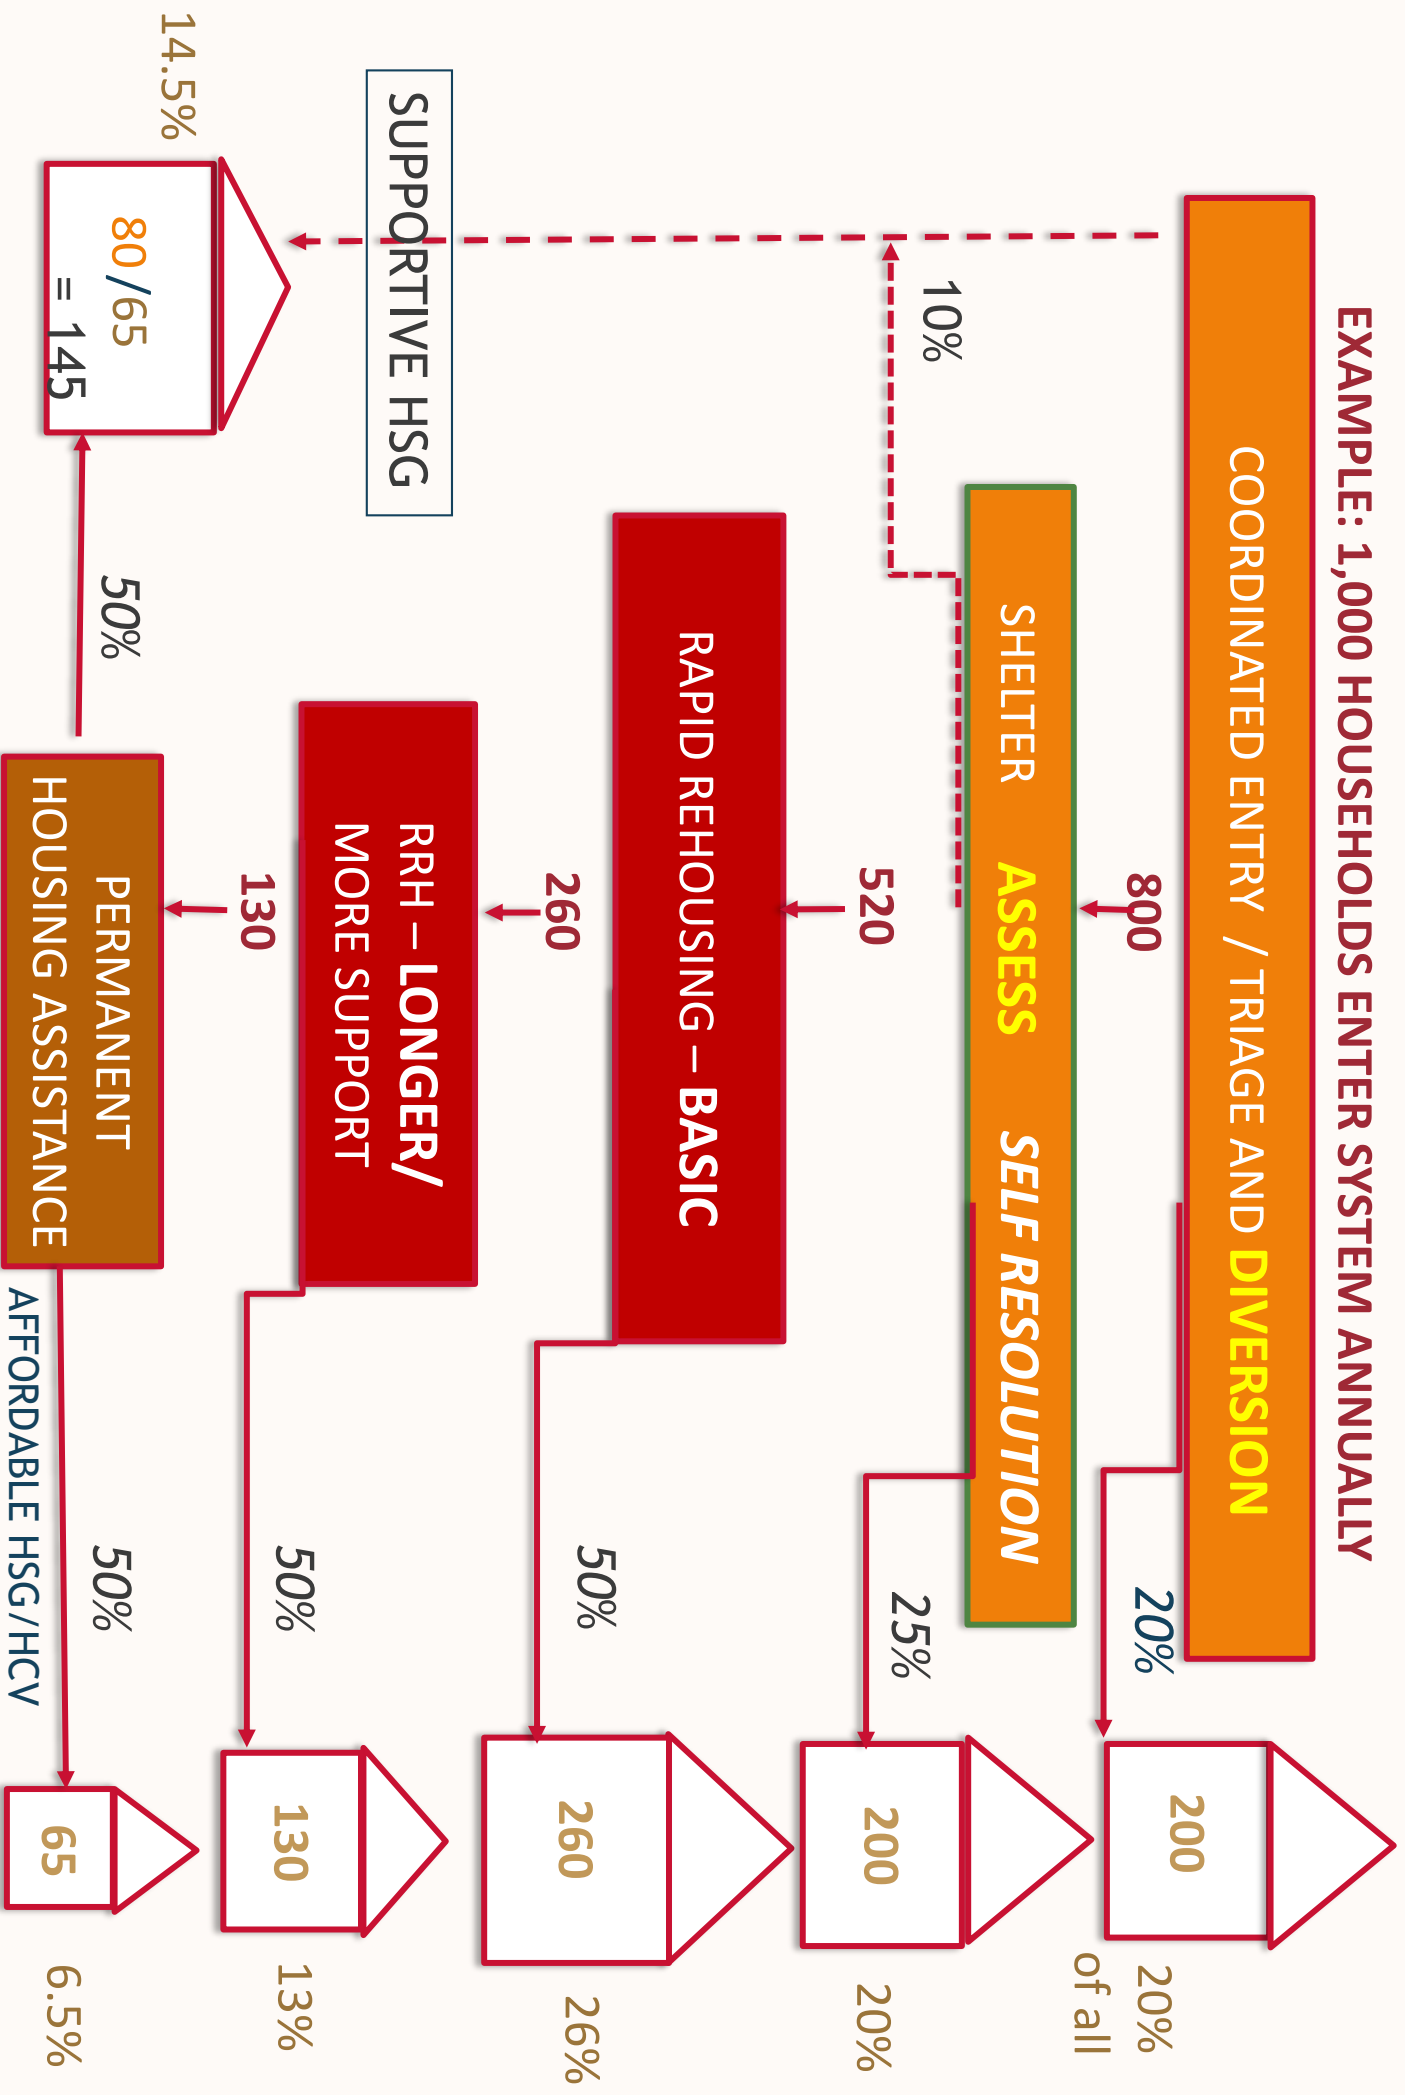 EXAMPLE: 1,000 HOUSEHOLDS ENTER SYSTEM ANNUALLY
COORDINATED ENTRY / TRIAGE AND DIVERSION
20%
200
20%
of all
800
SHELTER ASSESS SELF RESOLUTION
10%
25%
200
20%
520
RAPID REHOUSING – BASIC
50%
260
26%
260
SUPPORTIVE HSG
RRH – LONGER/
MORE SUPPORT
50%
130
13%
130
14.5%
80/65
= 145
50%
PERMANENT
HOUSING ASSISTANCE
50%
AFFORDABLE HSG/HCV
65
6.5%